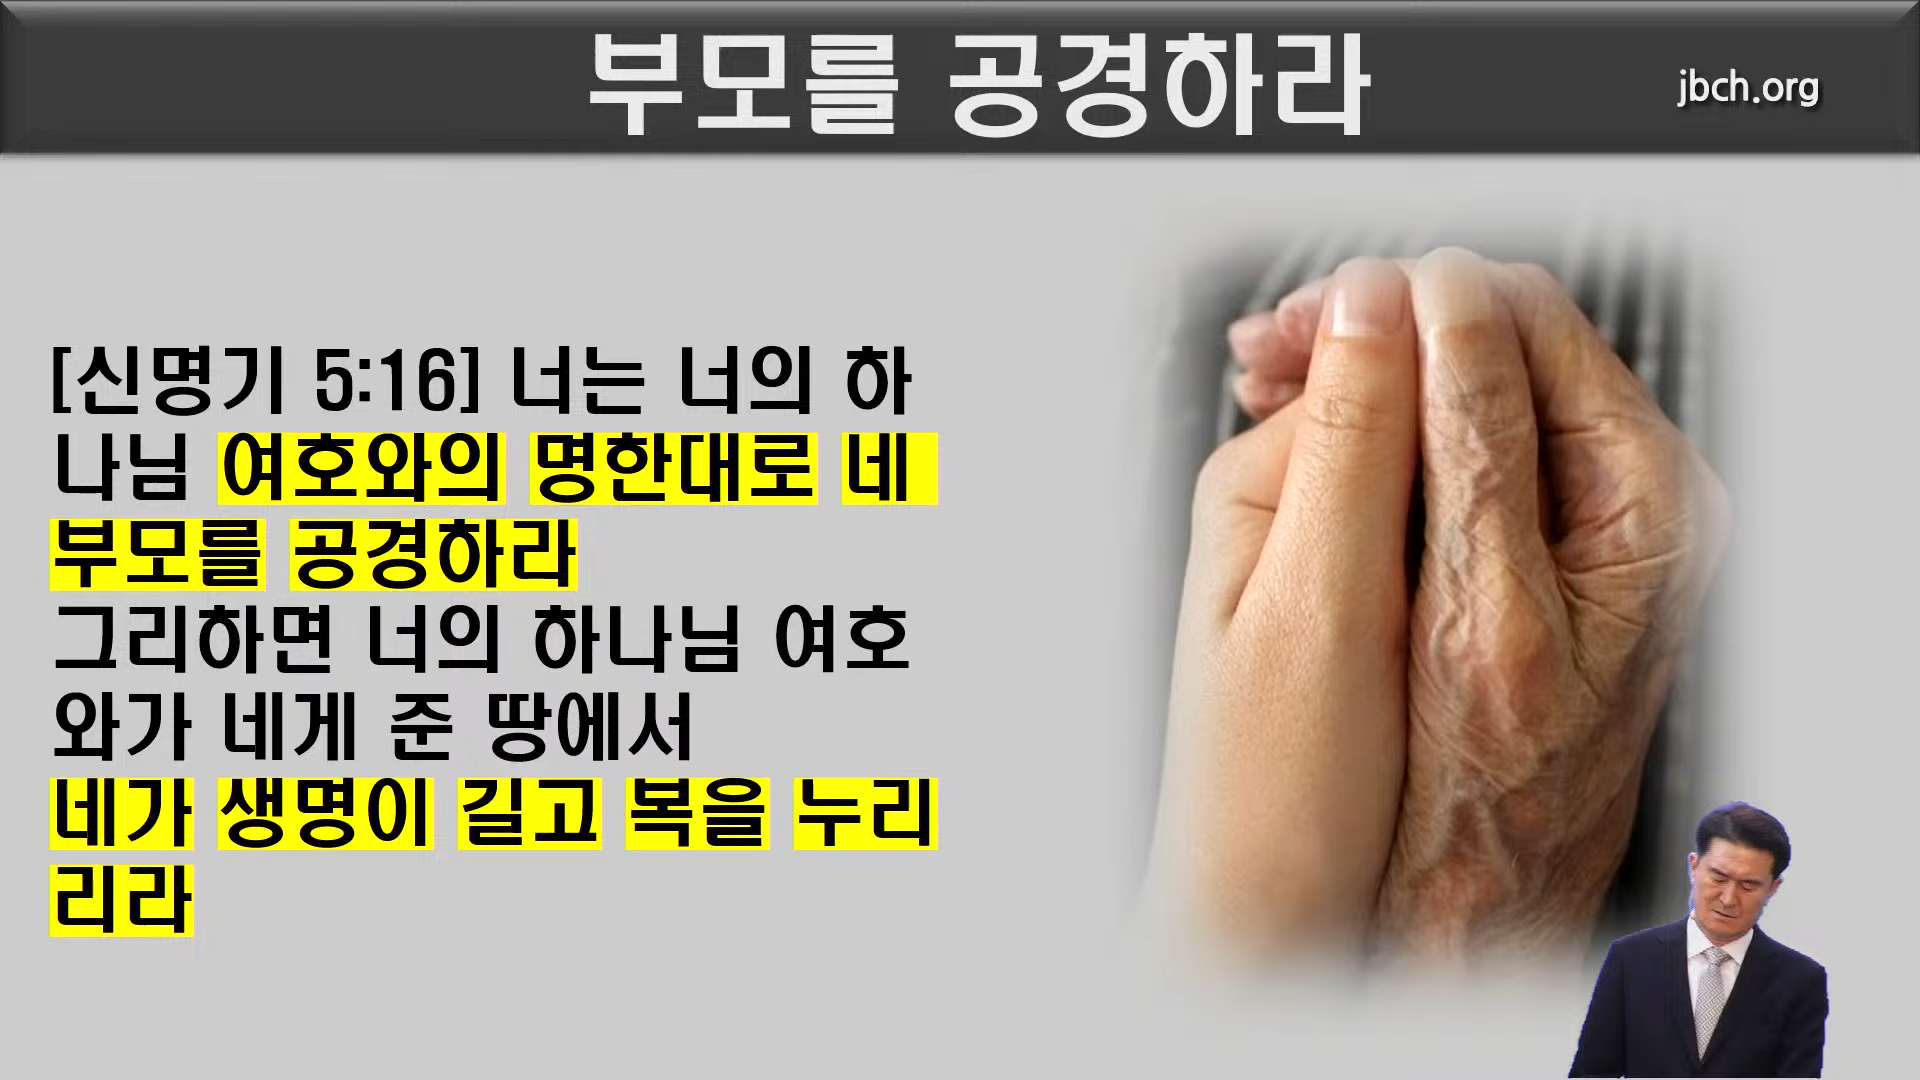 부모를 공경하라
jbch.org
[신명기 5:16] 너는 너의 하
나님 여호와의 명한대로 네
부모를 공경하라
그리하면 너의 하나님 여호
와가 네게 준 땅에서
네가 생명이 길고 복을 누리
리라